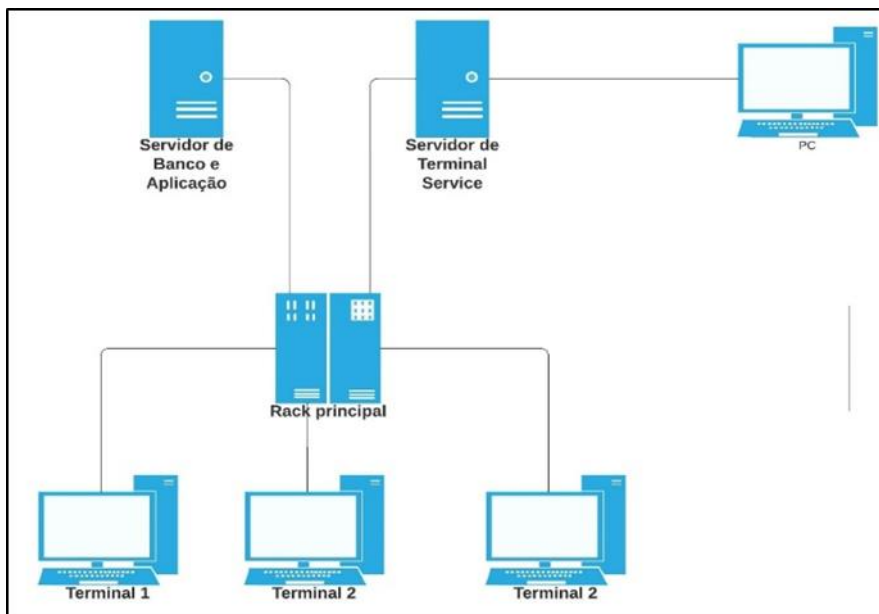 Servidor de
Banco e
Aplicação
Servidor de
Terminal
Service
PC
Rack principal
Terminal 1
Terminal 2
Terminal 2